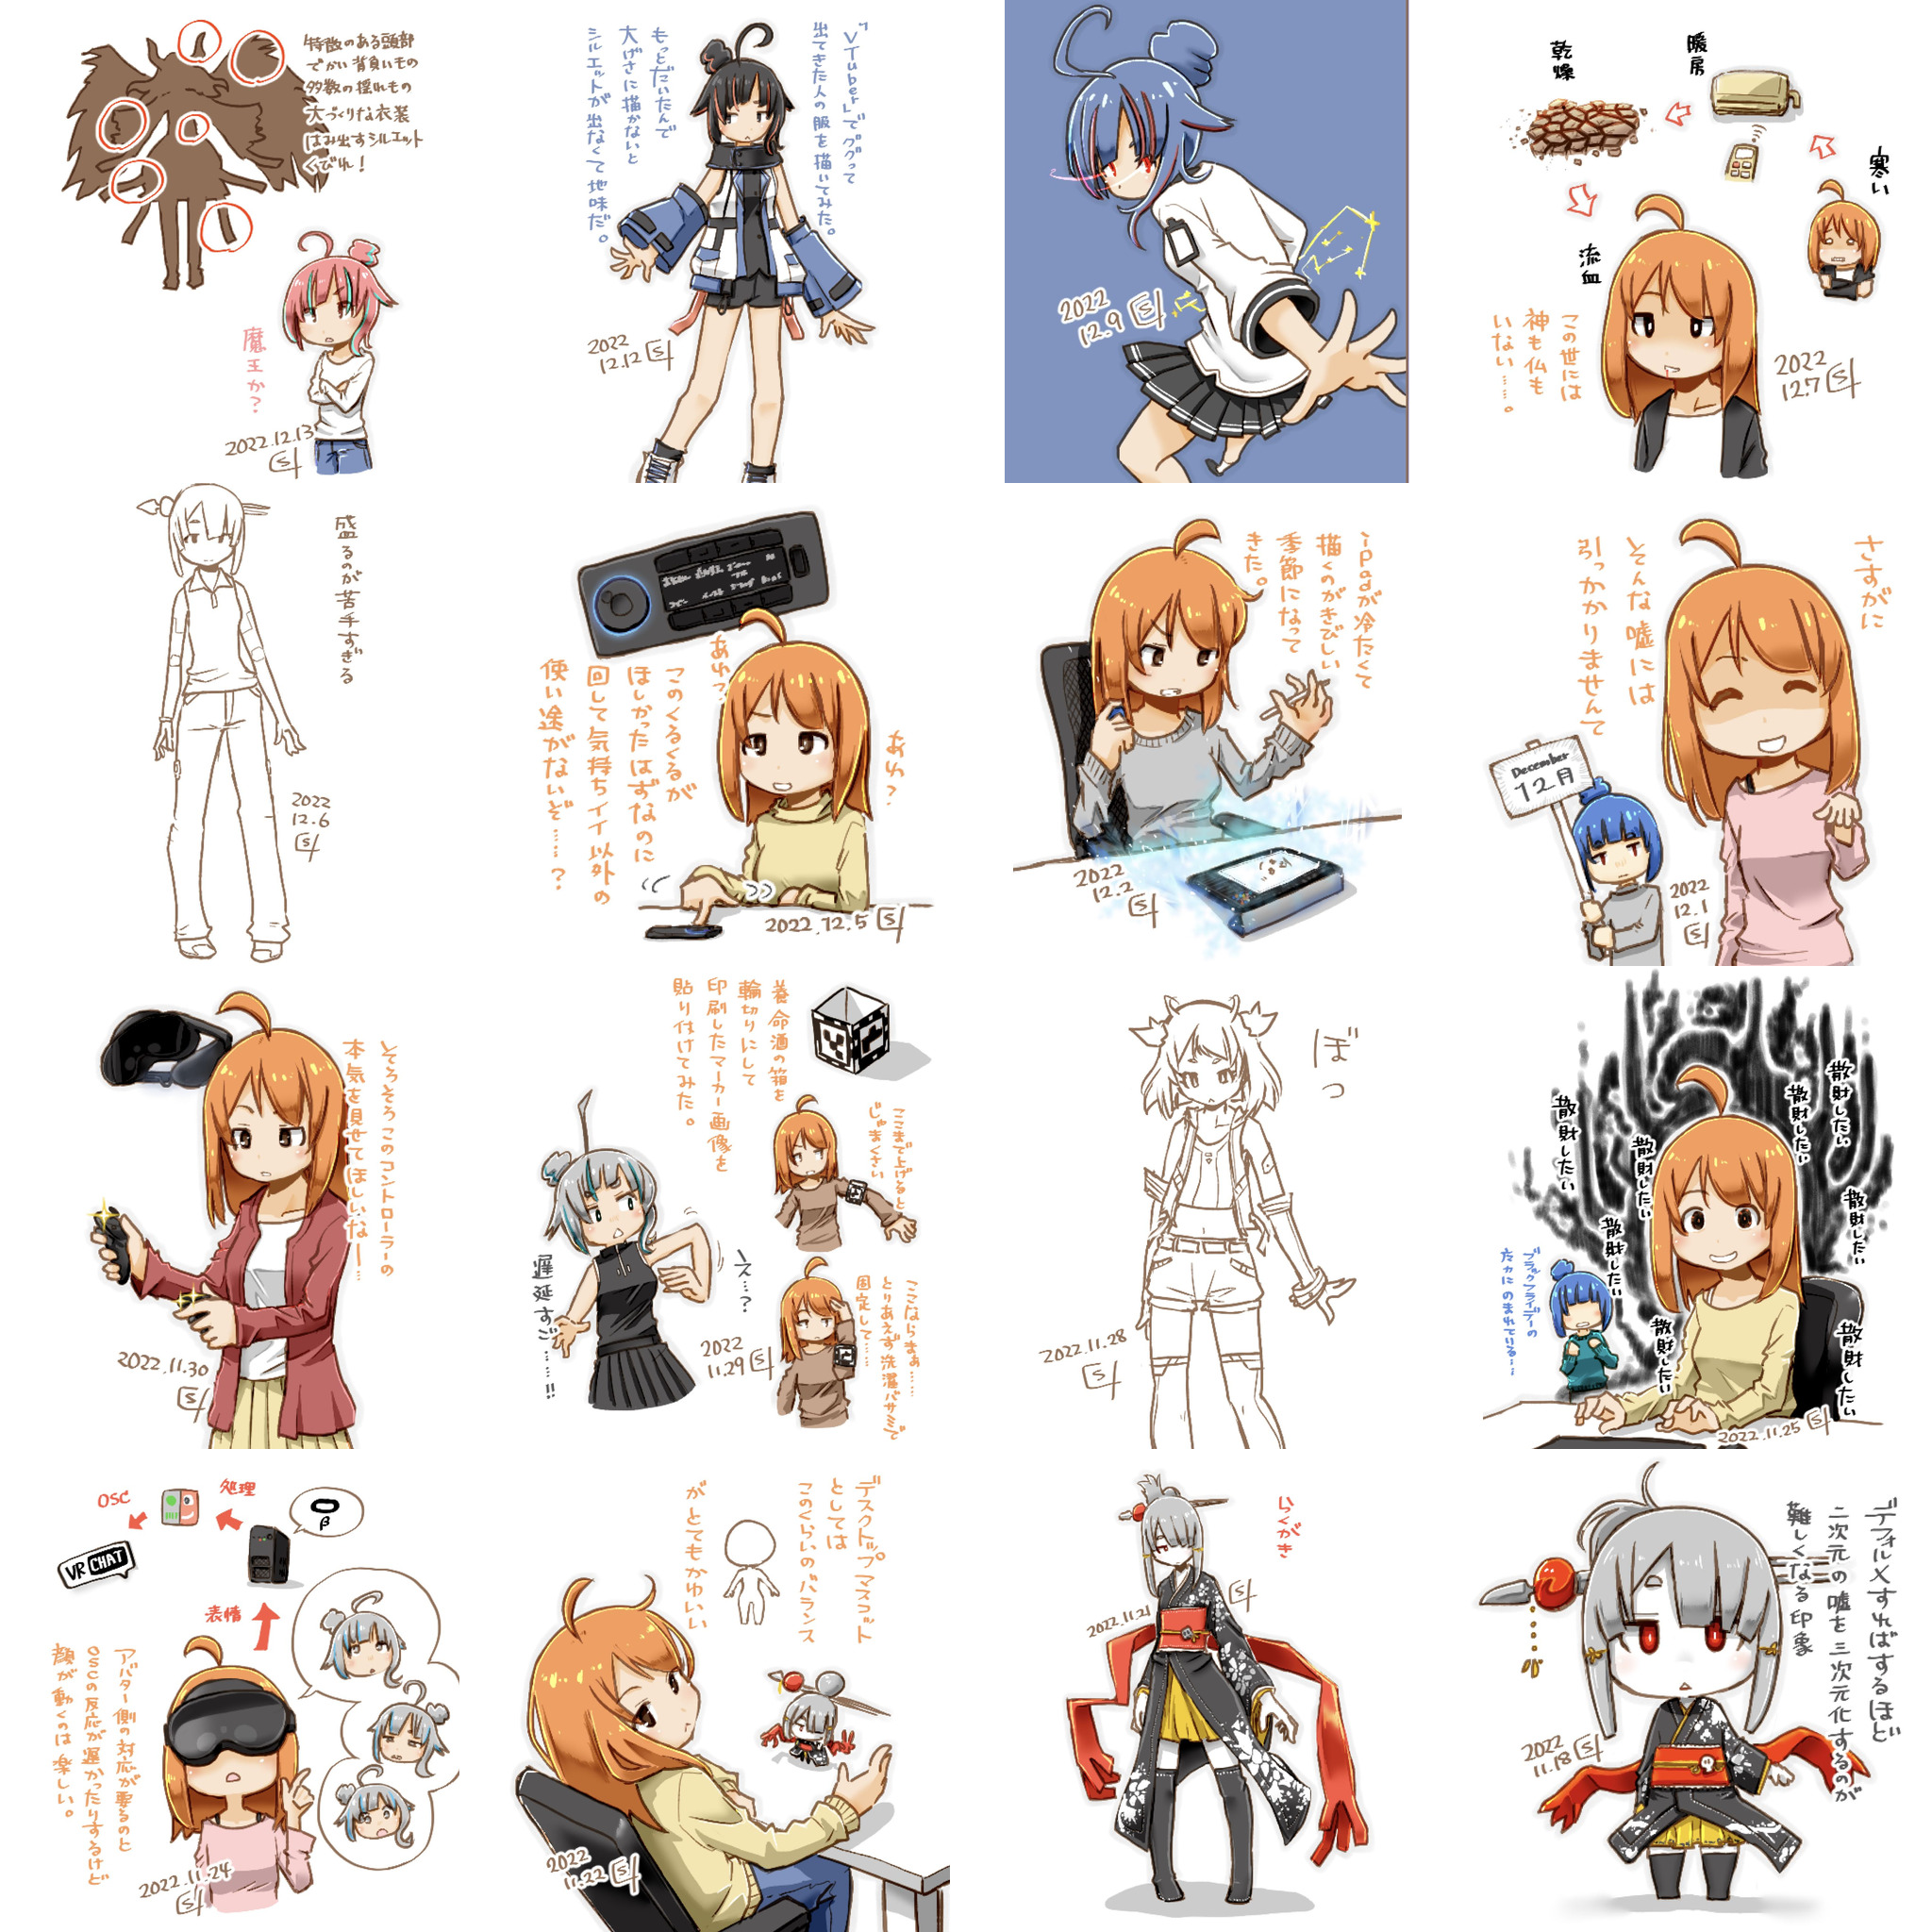 特徴のある頭部
でかい背負いもの
多数の揺れもの
大づくりな衣装
はみ出すシルエット
くびれ！
魔王か？
2022.12.13
"VTuber"でググって
出てきた人の服を描いてみた。
もっとだいたんで
大げさに描かないと
シルエットが出なくて地味だ。
2022
12.12
2022
12.9
寒い
暖房
乾燥
流血
この世には
神も仏も
いない……。
2022
12.7
盛るのが苦手すぎる
2022
12.6
あれ？
あれっ
このくるくるが
ほしかったはずなのに
回して気持ちイイ以外の
使い途がないぞ……？
2022.12.5
iPadが冷たくて
描くのがきびしい
季節になって
きた。
2022
12.2
さすがに
そんな嘘には
引っかかりませんて
December
12月
2022
12.1
そろそろこのコントローラーの
本気を見せてほしいなー…
2022.11.30
養命酒の箱を
輪切りにして
印刷したマーカー画像を
貼り付けてみた。
ここまで上げると
じゃまくさい
ここならまぁ……
とりあえず洗濯バサミで
固定して……
え…？
遅延すご……!!
2022
11.29
ぼっ
2022.11.28
散財したい
散財したい
散財したい
散財したい
散財したい
散財したい
散財したい
散財したい
ブラックフライデーの
にのまれてりる…
2022.11.25
OSC
処理
β
VRCHAT
表情
アバター側の対応が要るのと
OSCの反応が遅かったりするけど
顔が動くのは楽しい。
2022.11.24
デスクトップマスコット
としては
このくらいのバランス
がとてもかわいい
2022
11.22
らくがき
2022.11.21
デフォルメすればするほど
二次元の嘘を三次元化するのが
難しくなる印象
2022
11.18